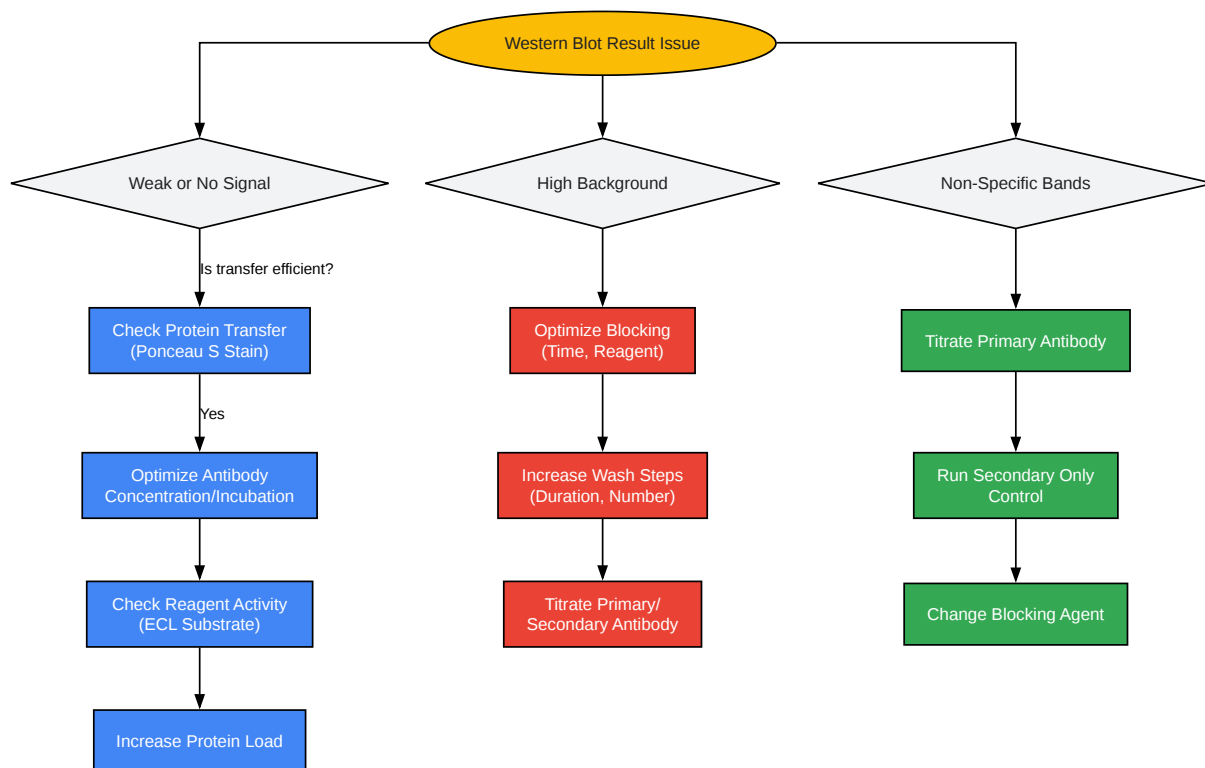 Western Blot Result Issue
Weak or No Signal
High Background
Non-Specific Bands
Is transfer efficient?
Check Protein Transfer
(Ponceau S Stain)
Optimize Blocking
(Time, Reagent)
Titrate Primary Antibody
Yes
Optimize Antibody
Concentration/Incubation
Increase Wash Steps
(Duration, Number)
Run Secondary Only
Control
Check Reagent Activity
(ECL Substrate)
Titrate Primary/
Secondary Antibody
Change Blocking Agent
Increase Protein Load